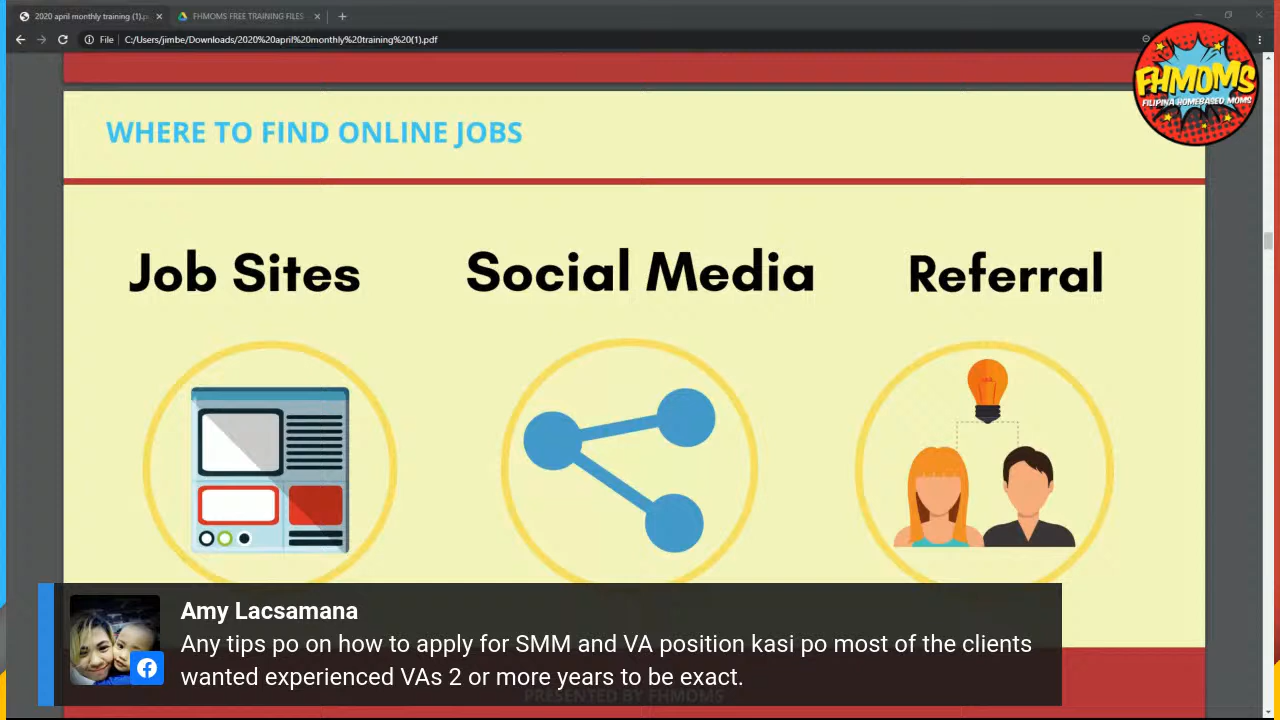 2020 april monthly training (1).p
FHMOMS FREE TRAINING FILES
File
C:/Users/jimbe/Downloads/2020%20april%20monthly%20training%20(1).pdf
FHMOMS
FILIPINA HOMEBASED MOMS
WHERE TO FIND ONLINE JOBS
Job Sites
Social Media
Referral
Amy Lacsamana
Any tips po on how to apply for SMM and VA position kasi po most of the clients
wanted experienced VAs 2 or more years to be exact.
PRESENTED BY FHMOMS